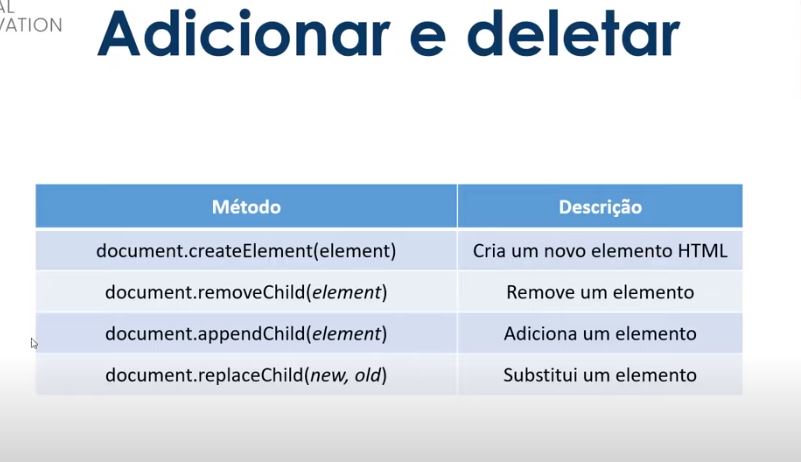 VATION
Adicionar e deletar
Método Descrição
document.createElement(element) Cria um novo elemento HTML
document.removeChild(element) Remove um elemento
document.appendChild(element) Adiciona um elemento
document.replaceChild(new, old) Substitui um elemento